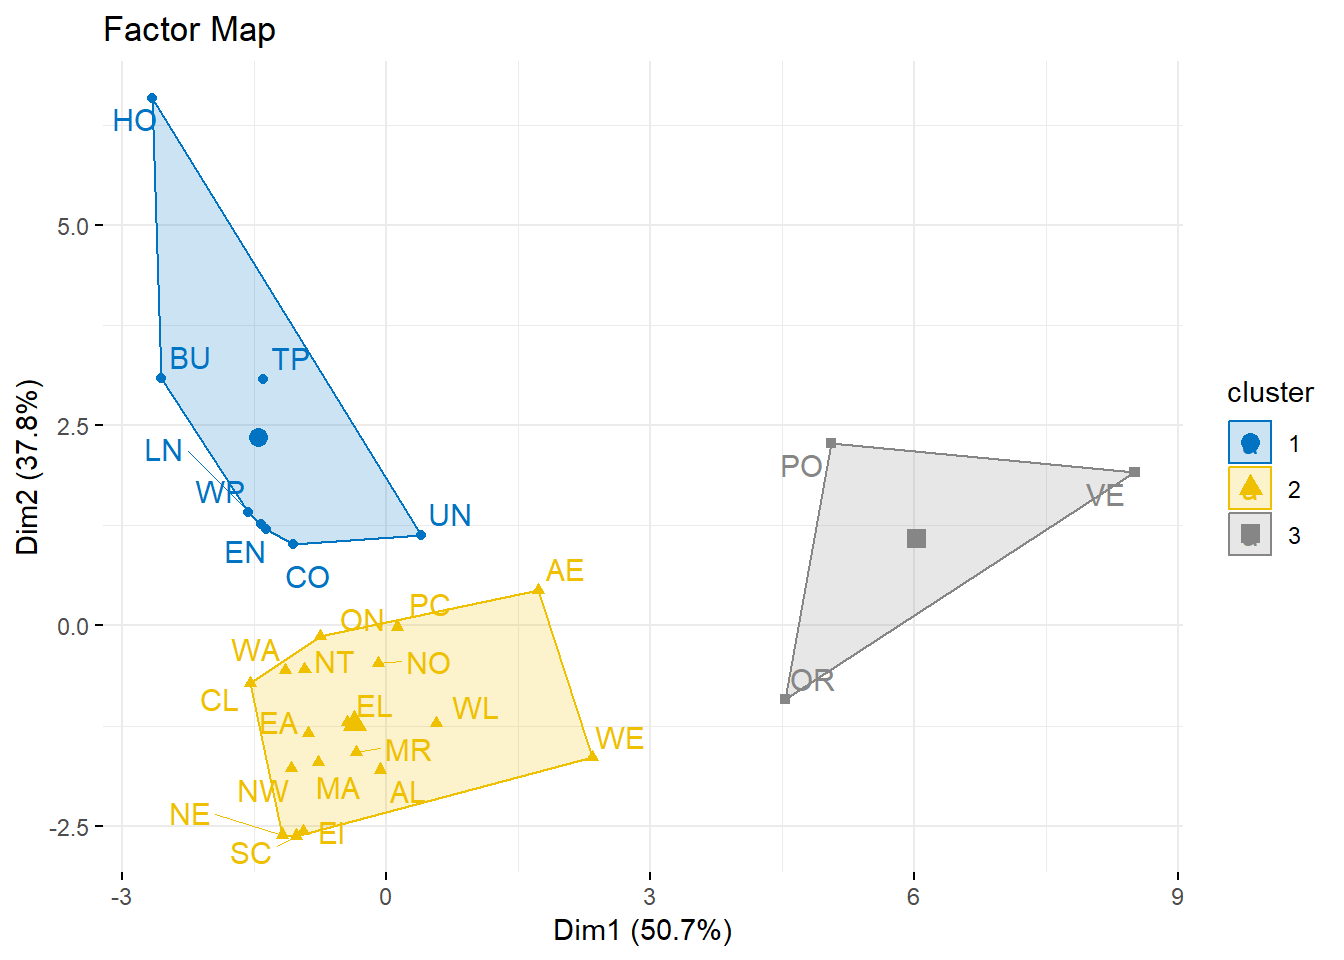 Factor Map
HO
5.0
BU
TP
2.5
LN
WP
UN
EN
CO
PO
VE
AE
PC
ON
0.0
WA
NT
NO
OR
CL
EL
WL
EA
WE
MR
NW
MA
AL
NE
EI
-2.5
SC
-3
0
3
6
9
Dim1 (50.7%)
Dim2 (37.8%)
cluster
a 1
a 2
a 3